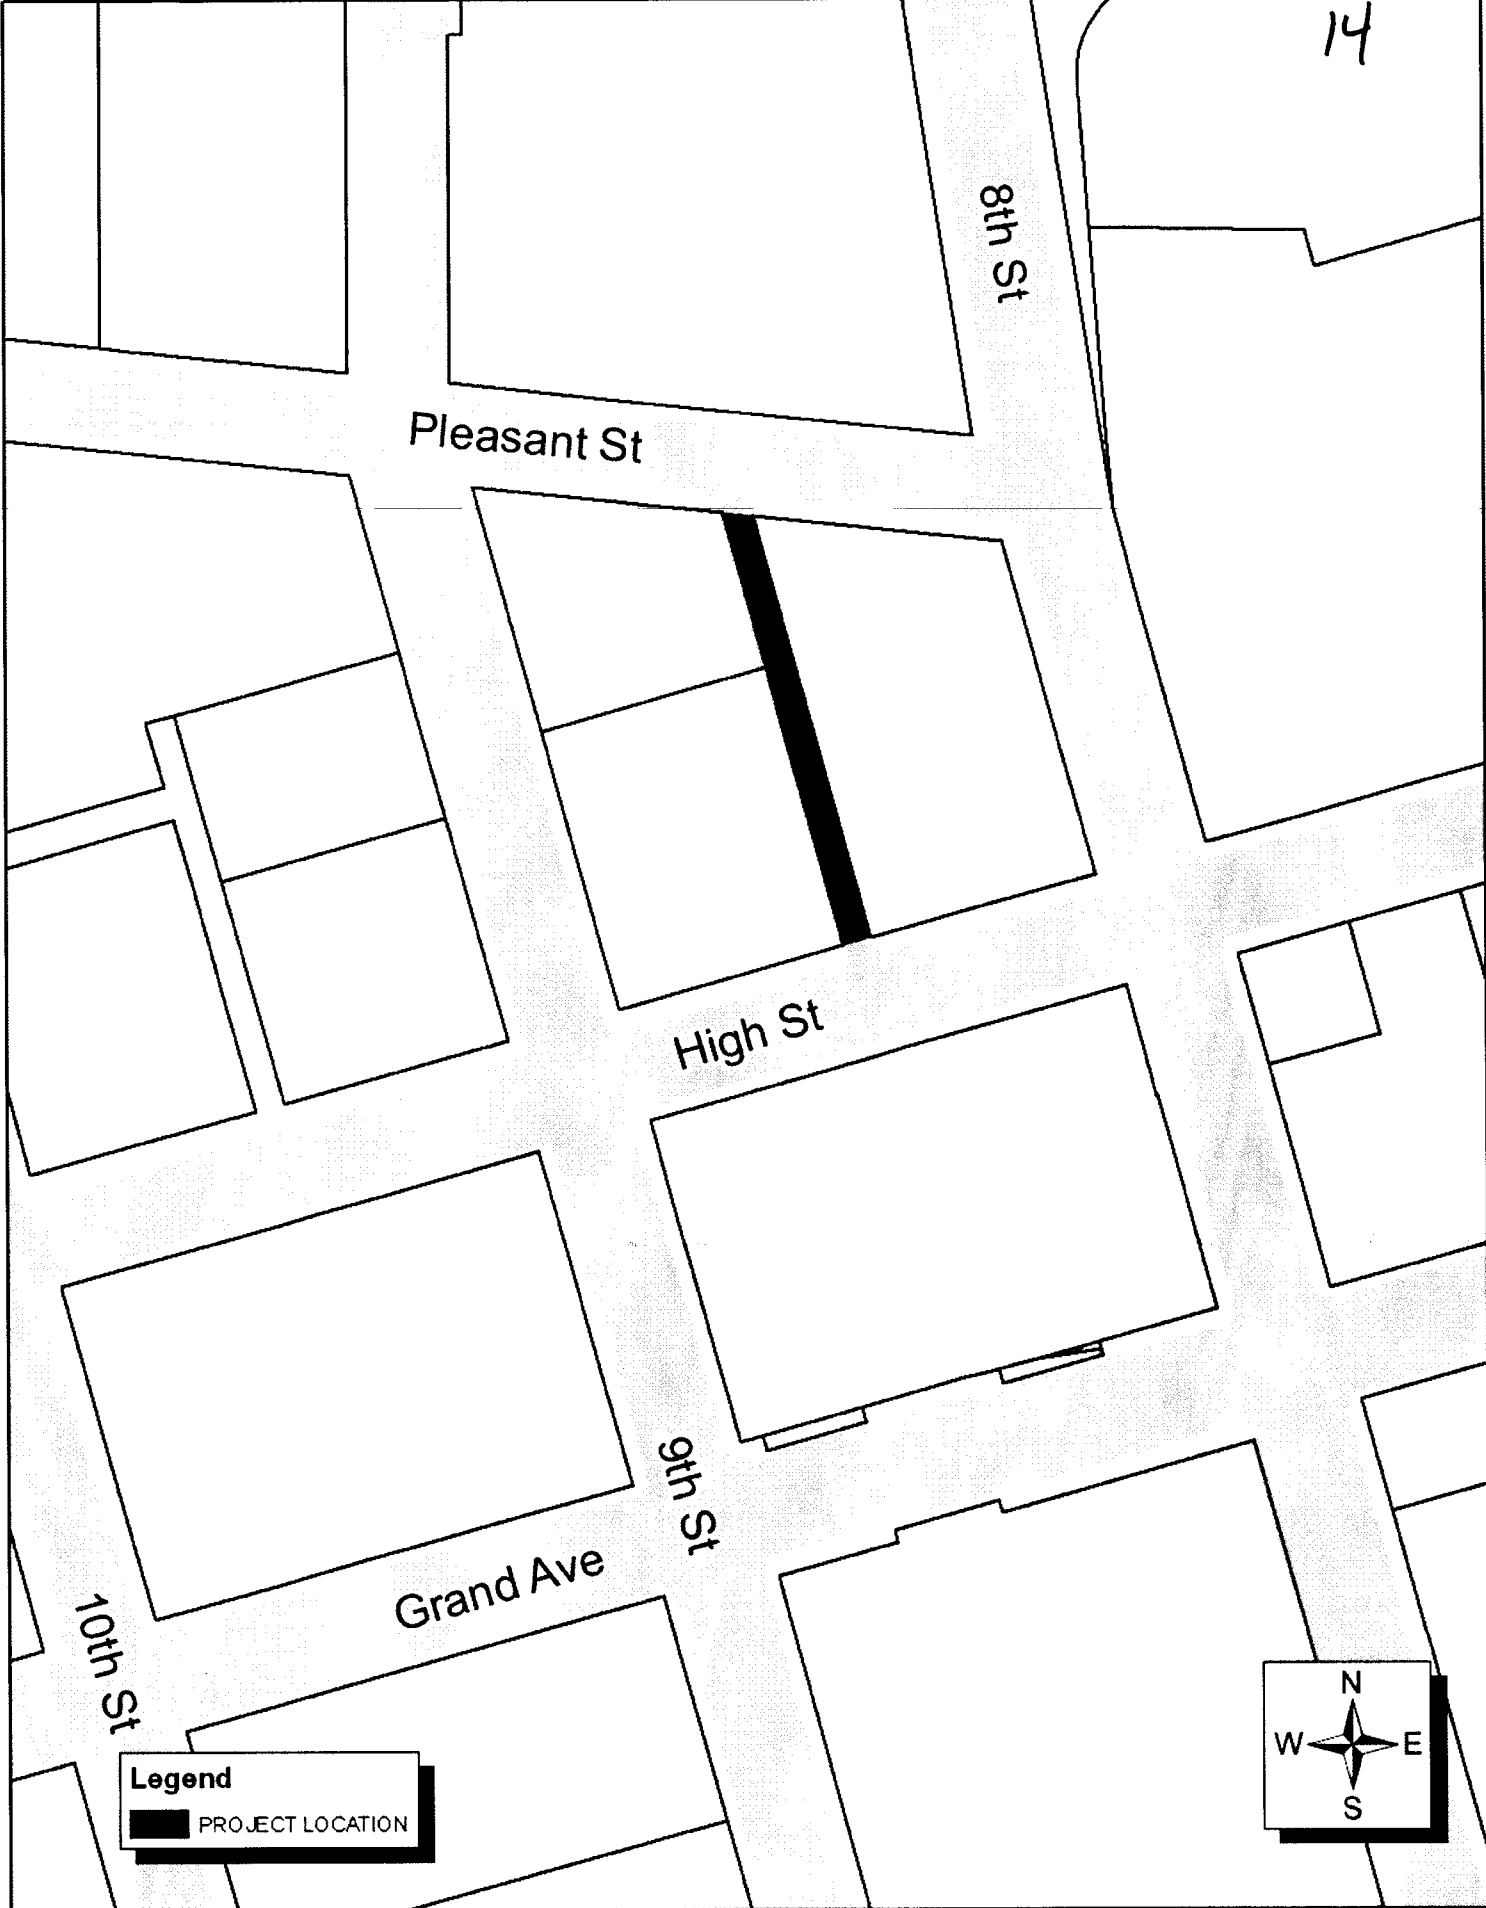 14
8th St
Pleasant St
High St
9th St
Grand Ave
10th St
Legend
PROJECT LOCATION
N
W E
S